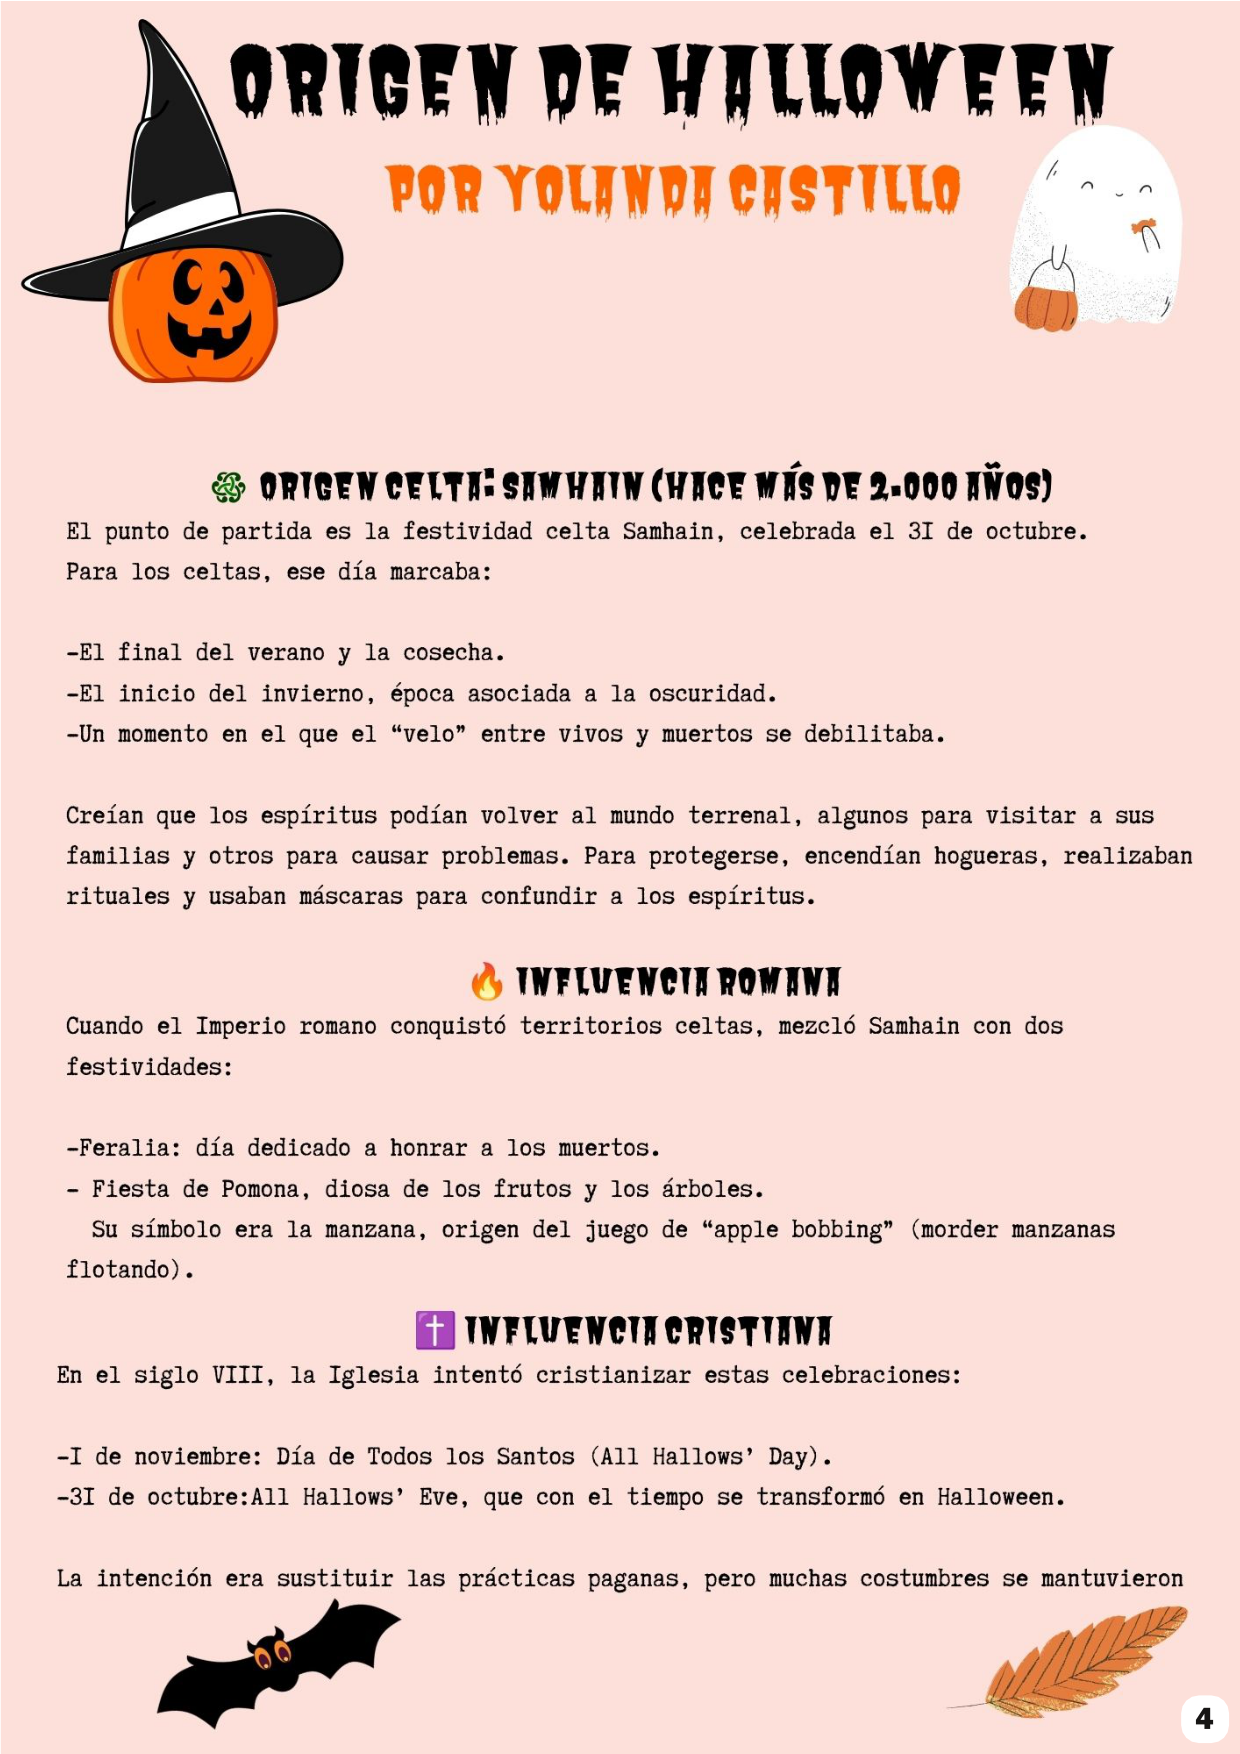 ORIGEN DE HALLOWEEN
POR YOLANDA CASTILLO
ORIGEN CELTA: SAMHAIN (HACE MÁS DE 2.000 AÑOS)
El punto de partida es la festividad celta Samhain, celebrada el 3I de octubre.
Para los celtas, ese día marcaba:
-El final del verano y la cosecha.
-El inicio del invierno, época asociada a la oscuridad.
-Un momento en el que el “velo” entre vivos y muertos se debilitaba.
Creían que los espíritus podían volver al mundo terrenal, algunos para visitar a sus
familias y otros para causar problemas. Para protegerse, encendían hogueras, realizaban
rituales y usaban máscaras para confundir a los espíritus.
INFLUENCIA ROMANA
Cuando el Imperio romano conquistó territorios celtas, mezcló Samhain con dos
festividades:
-Feralia: día dedicado a honrar a los muertos.
- Fiesta de Pomona, diosa de los frutos y los árboles.
Su símbolo era la manzana, origen del juego de “apple bobbing” (morder manzanas
flotando).
INFLUENCIA CRISTIANA
En el siglo VIII, la Iglesia intentó cristianizar estas celebraciones:
-I de noviembre: Día de Todos los Santos (All Hallows’ Day).
-3I de octubre:All Hallows’ Eve, que con el tiempo se transformó en Halloween.
La intención era sustituir las prácticas paganas, pero muchas costumbres se mantuvieron
4